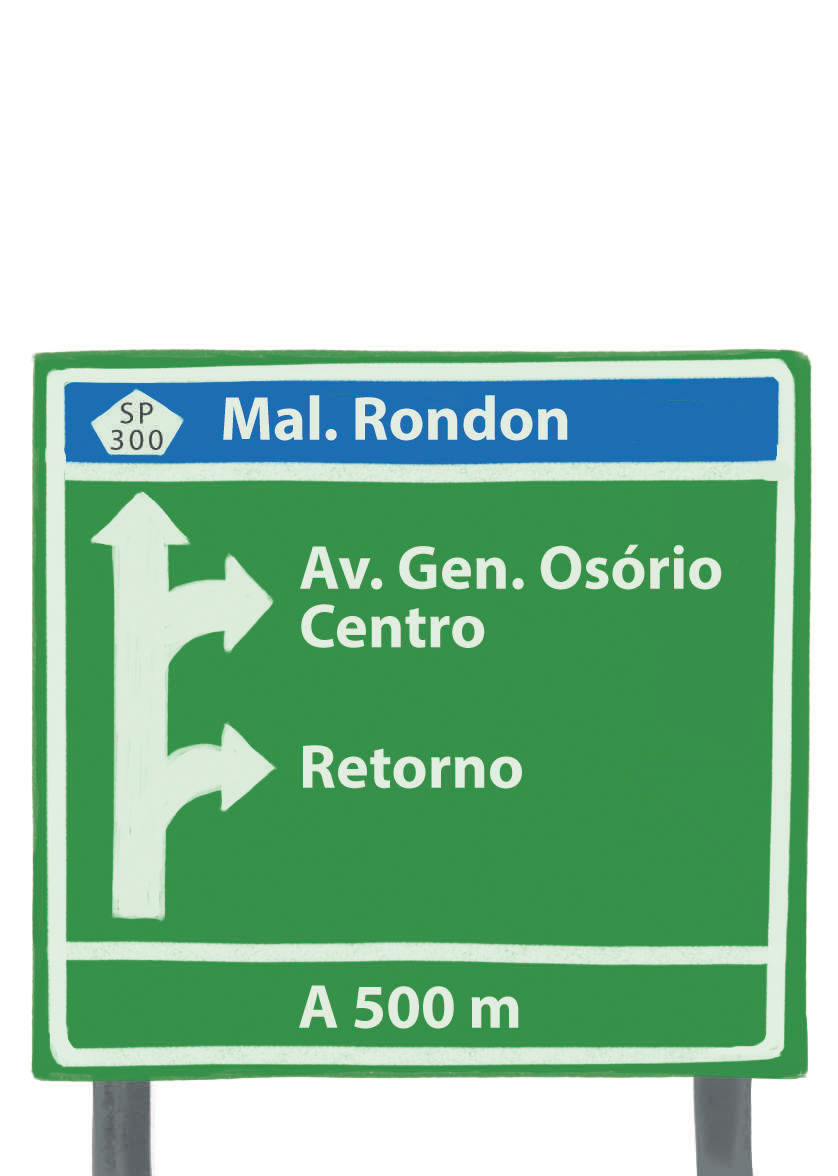 SP
300
Mal. Rondon
Av. Gen. Osório
Centro
Retorno
A 500 m